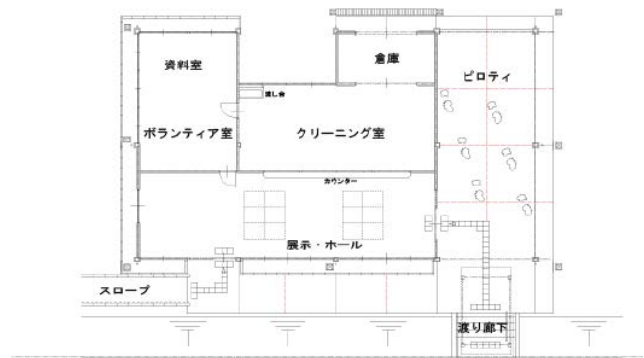 資料室
倉庫
ピロティ
流し台
ボランティア室
クリーニング室
カウンター
展示・ホール
スロープ
渡り廊下